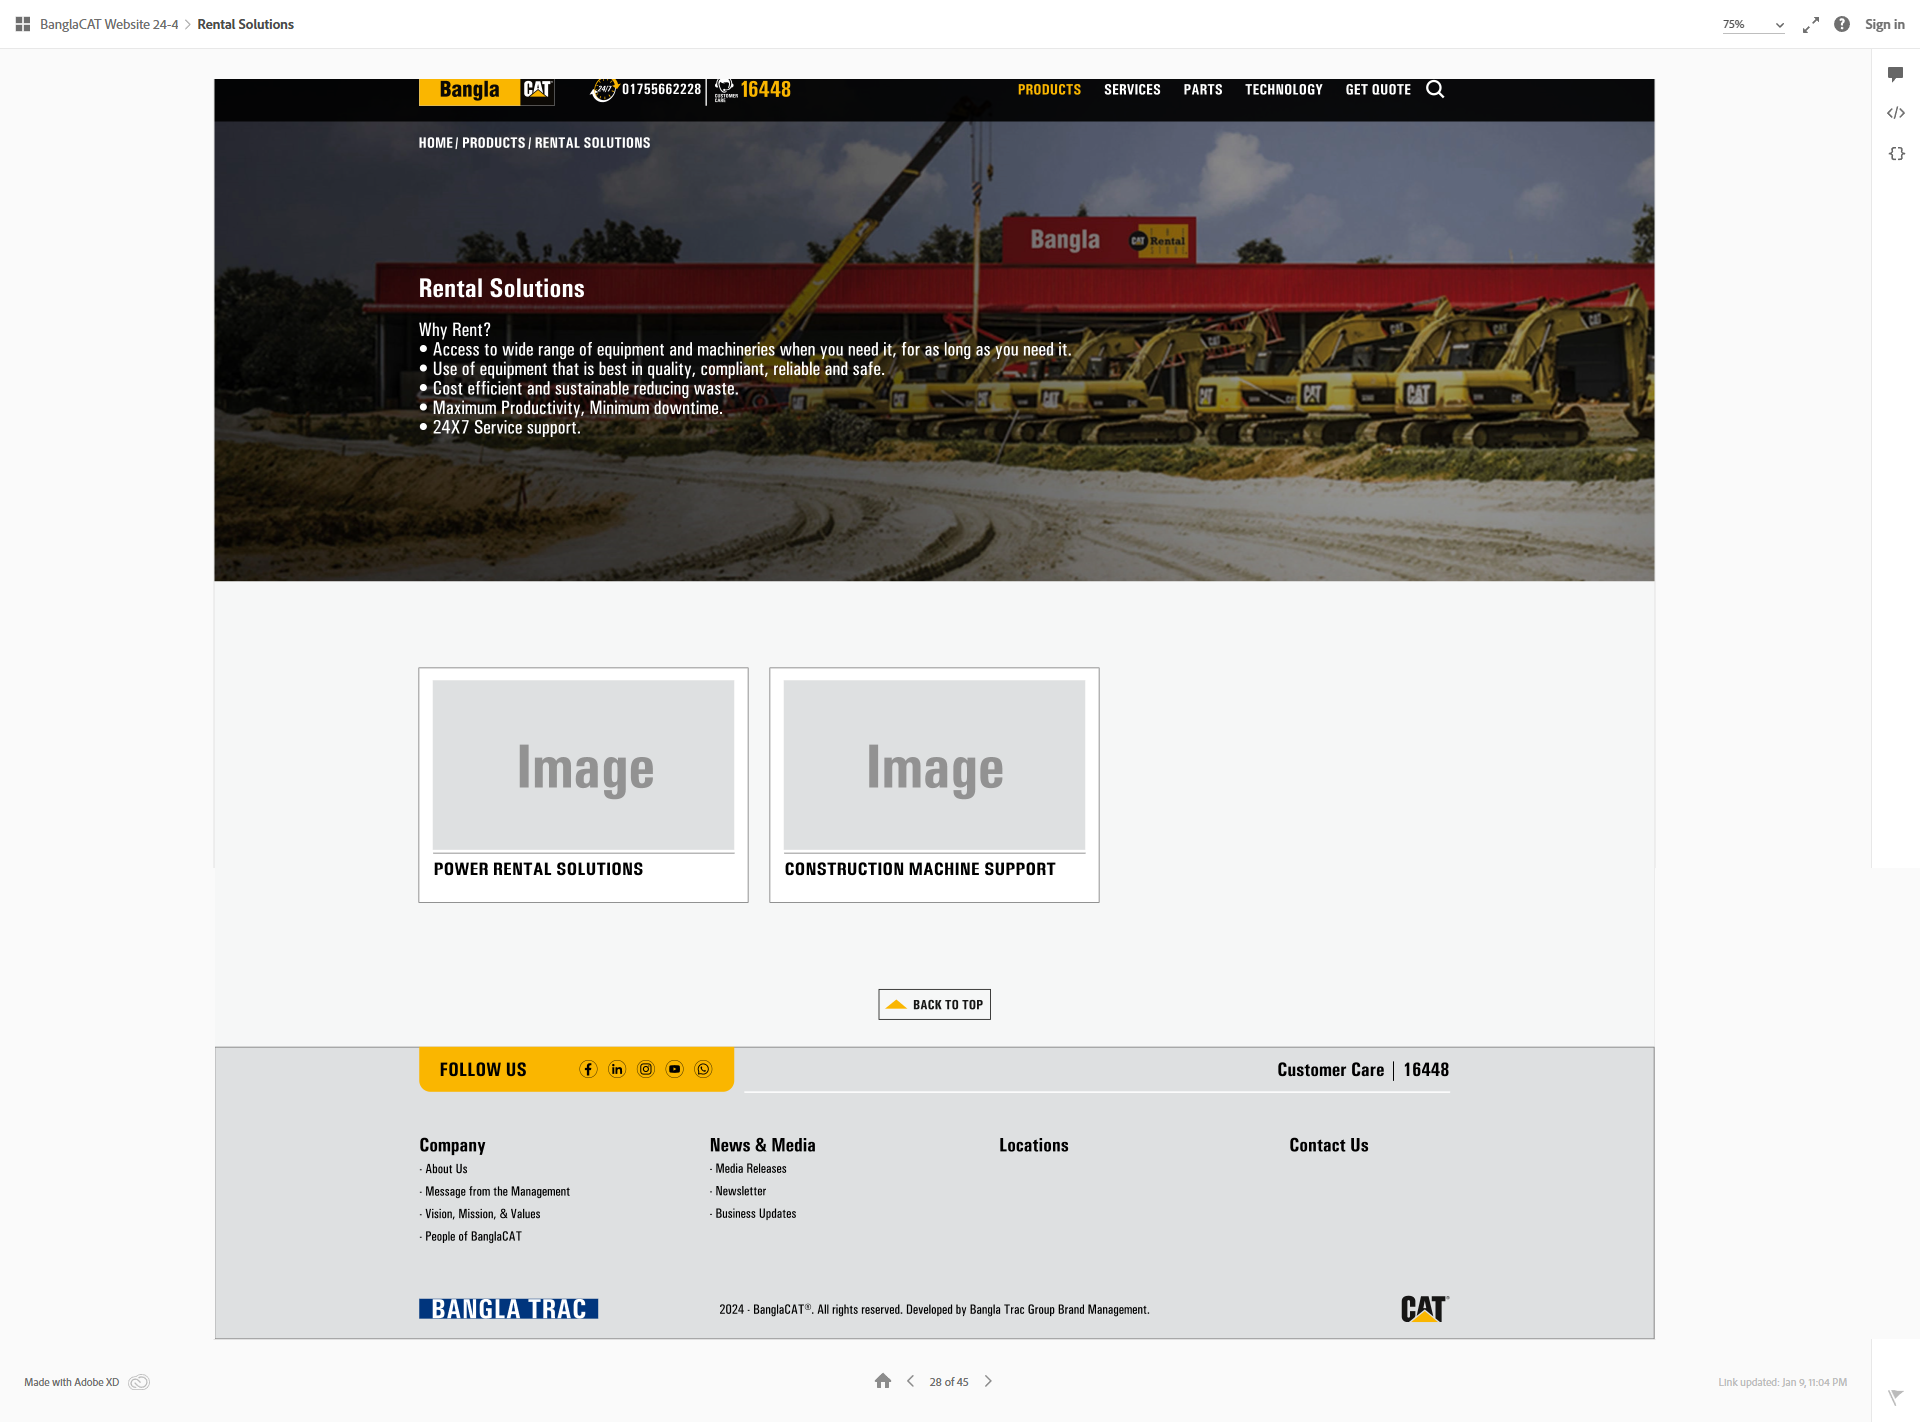 BanglaCAT Website 24-4 > Rental Solutions
75%
Sign in
Bangla CAT
24/7 01755662228
CUSTOMER CARE 16448
PRODUCTS SERVICES PARTS TECHNOLOGY GET QUOTE
HOME / PRODUCTS / RENTAL SOLUTIONS
Bangla CAT Rental
Rental Solutions
Why Rent?
• Access to wide range of equipment and machineries when you need it, for as long as you need it.
• Use of equipment that is best in quality, compliant, reliable and safe.
• Cost efficient and sustainable reducing waste.
• Maximum Productivity, Minimum downtime.
• 24X7 Service support.
CAT CAT CAT
Image
Image
POWER RENTAL SOLUTIONS
CONSTRUCTION MACHINE SUPPORT
BACK TO TOP
FOLLOW US
Customer Care | 16448
Company
· About Us
· Message from the Management
· Vision, Mission, & Values
· People of BanglaCAT
News & Media
· Media Releases
· Newsletter
· Business Updates
Locations
Contact Us
BANGLA TRAC
2024 - BanglaCAT®. All rights reserved. Developed by Bangla Trac Group Brand Management.
CAT
Made with Adobe XD
28 of 45
Link updated: Jan 9, 11:04 PM